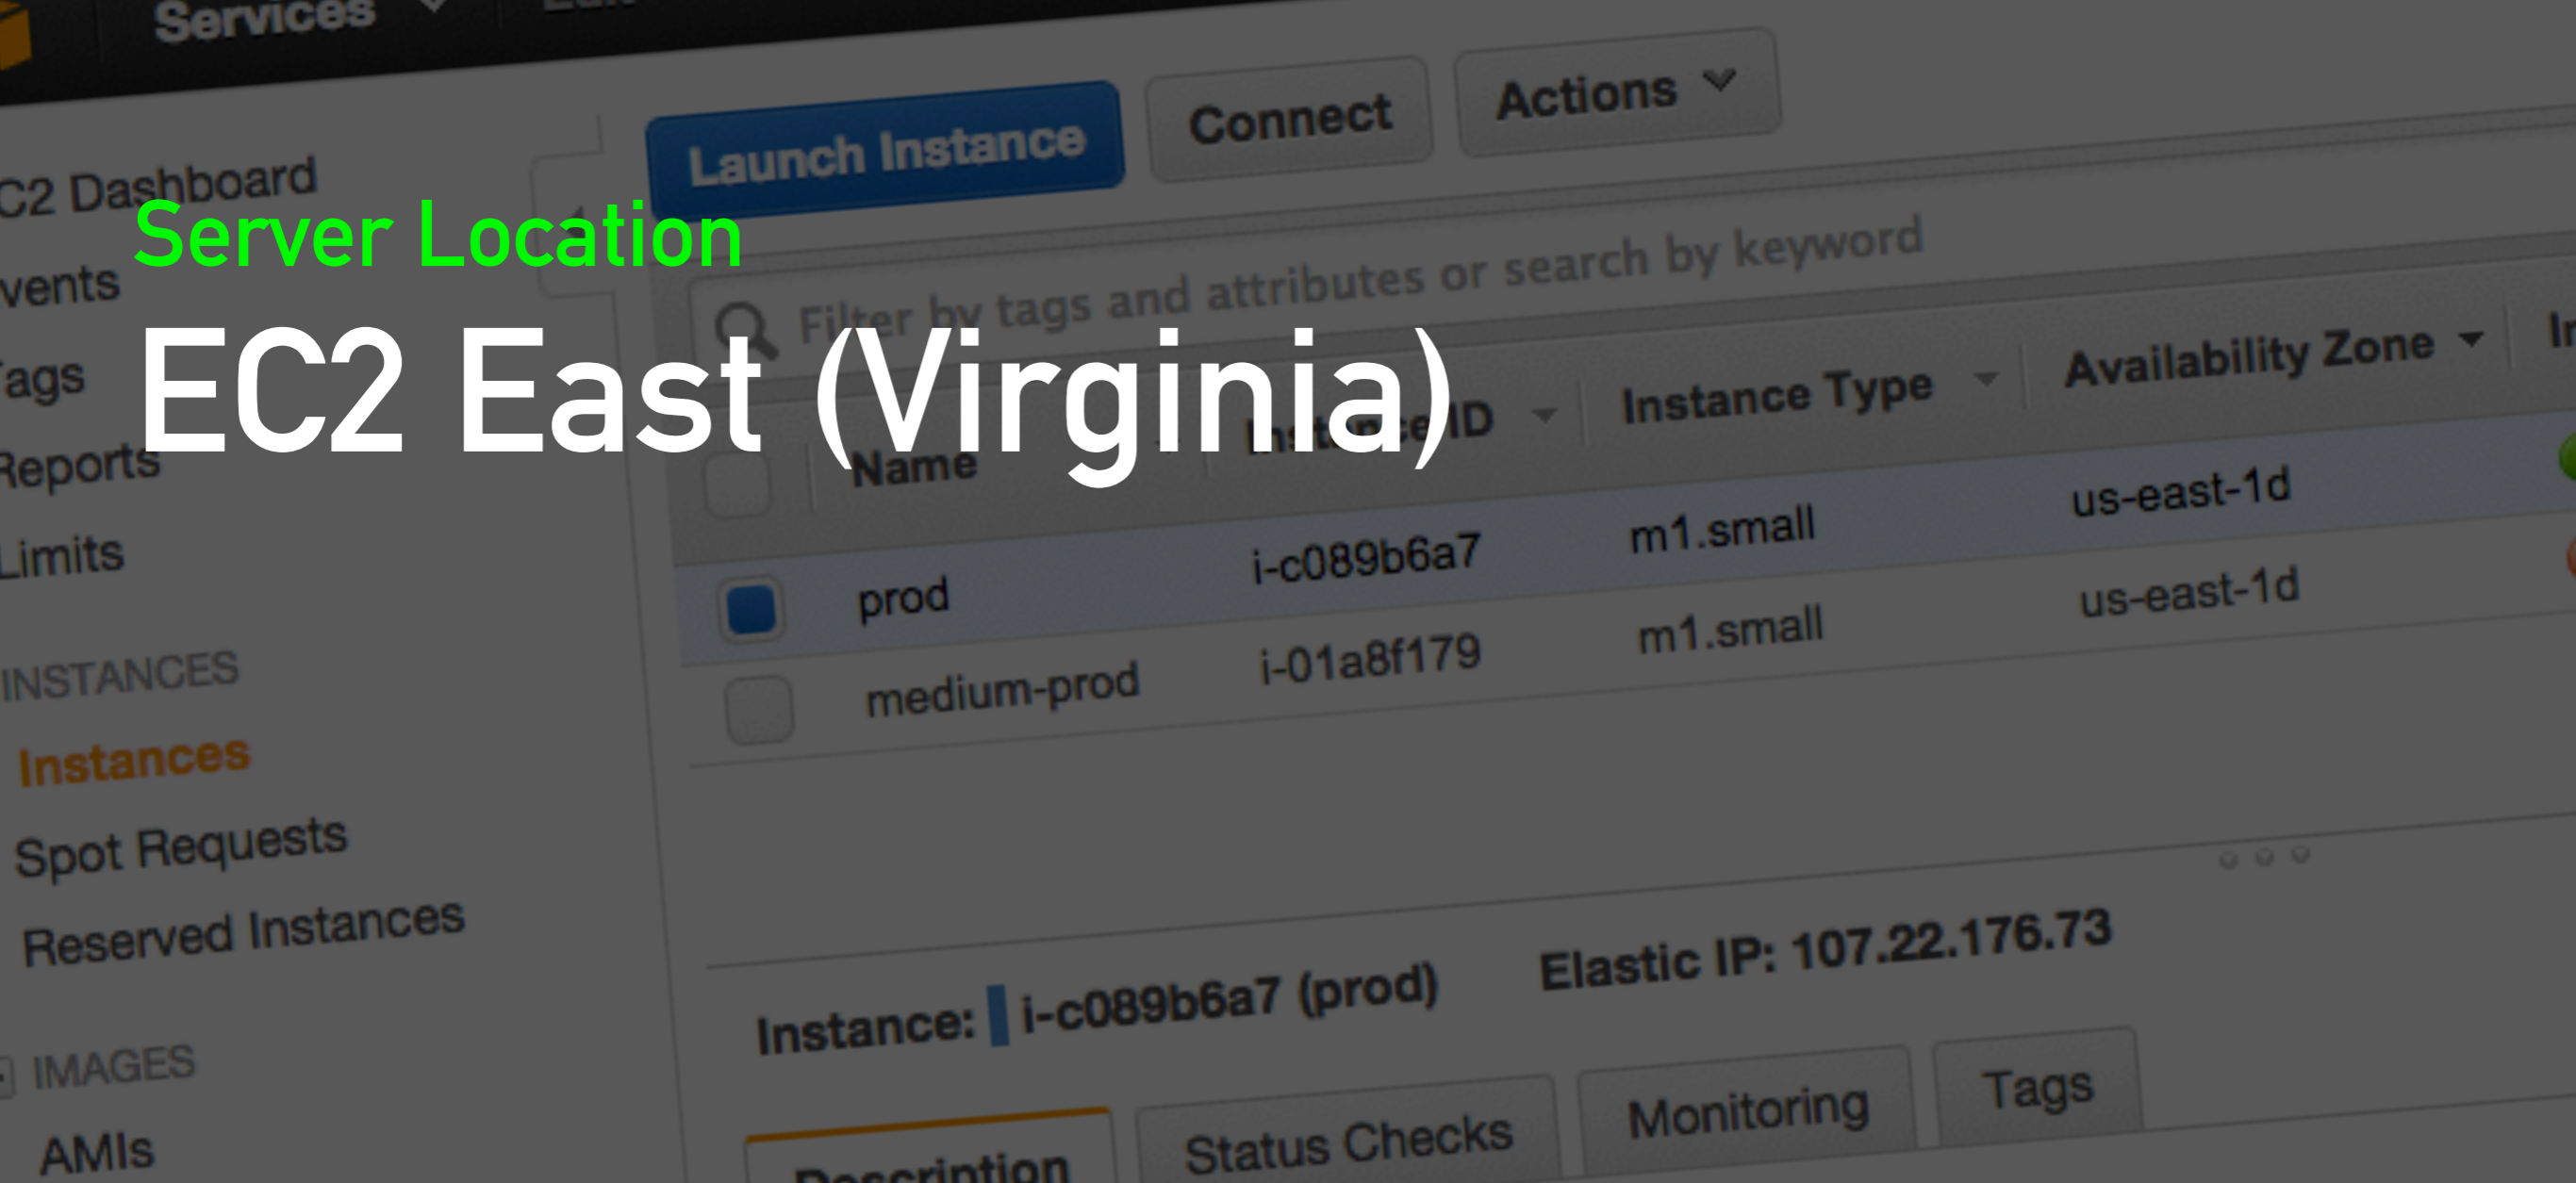 Services
Server Location
EC2 East (Virginia)
Launch Instance
Connect
Actions
Filter by tags and attributes or search by keyword
Name
Instance ID
Instance Type
Availability Zone
prod
i-c089b6a7
m1.small
us-east-1d
medium-prod
i-01a8f179
m1.small
us-east-1d
C2 Dashboard
vents
ags
Reports
Limits
INSTANCES
Instances
Spot Requests
Reserved Instances
IMAGES
AMIs
Instance: i-c089b6a7 (prod)
Elastic IP: 107.22.176.73
Description
Status Checks
Monitoring
Tags